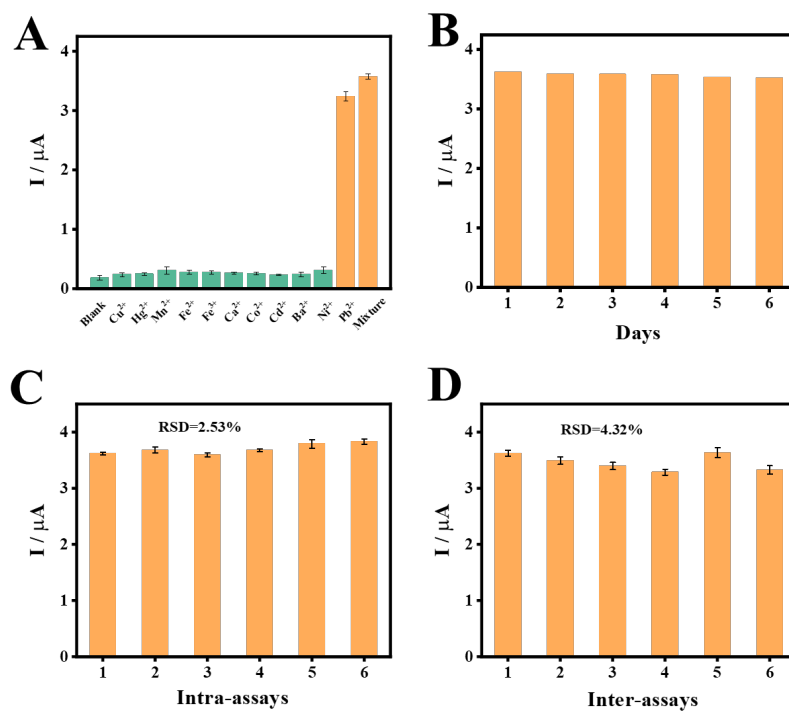 A
I / μA
4
3
2
1
0
Blank
Cu²⁺
Hg²⁺
Mn²⁺
Fe²⁺
Fe³⁺
Ca²⁺
Co²⁺
Cd²⁺
Ba²⁺
Ni²⁺
Pb²⁺
Mixture
B
I / μA
4
3
2
1
0
1 2 3 4 5 6
Days
C
RSD=2.53%
I / μA
4
3
2
1
0
1 2 3 4 5 6
Intra-assays
D
RSD=4.32%
I / μA
4
3
2
1
0
1 2 3 4 5 6
Inter-assays